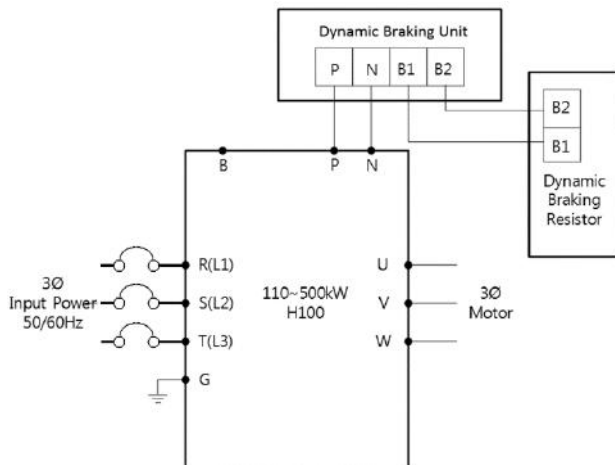 Dynamic Braking Unit
P N B1 B2
B2
B1
Dynamic
Braking
Resistor
B P N
R(L1)
S(L2)
T(L3)
G
3Ø
Input Power
50/60Hz
110~500kW
H100
U
V
W
3Ø
Motor